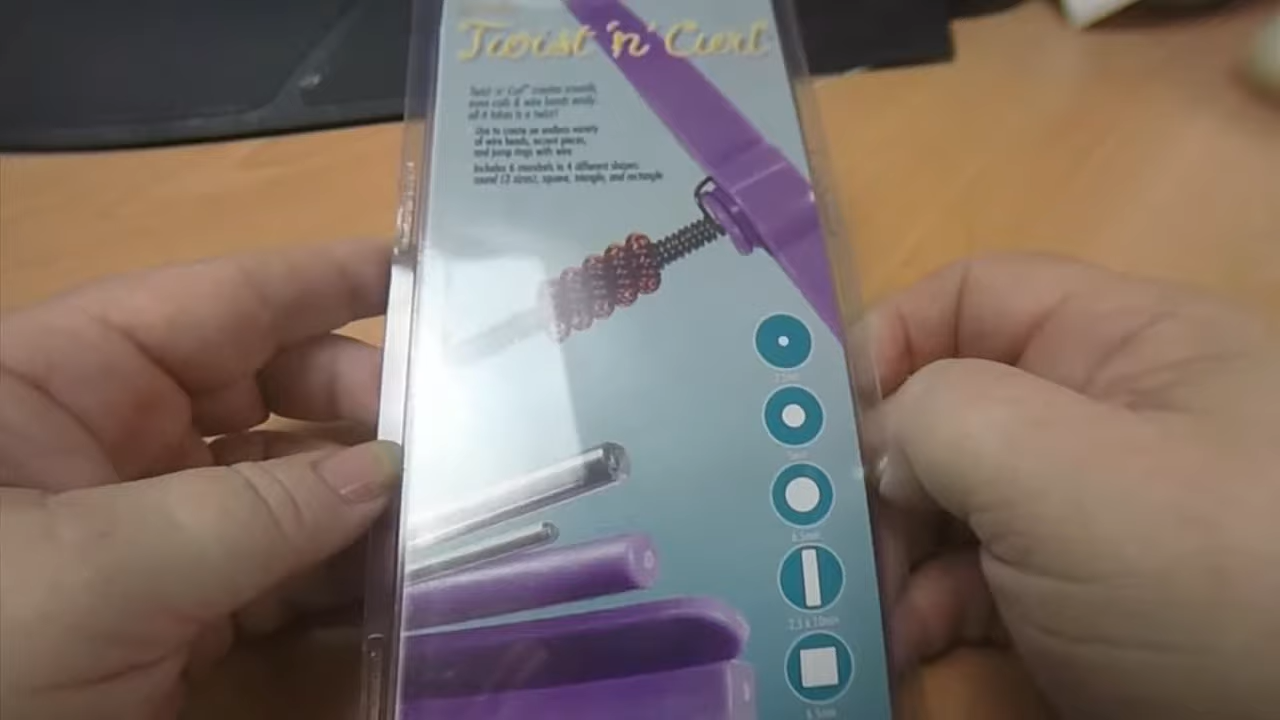 Twist 'n' Curl
Twist 'n' Curl™ creates smooth,
even coils & wire beads easily-
all it takes is a twist!
Use to create an endless variety
of wire beads, accent pieces,
and jump rings with wire
Includes 6 mandrels in 4 different shapes:
round (3 sizes), square, triangle, and rectangle
5mm
6.5mm
2.5 x 10mm